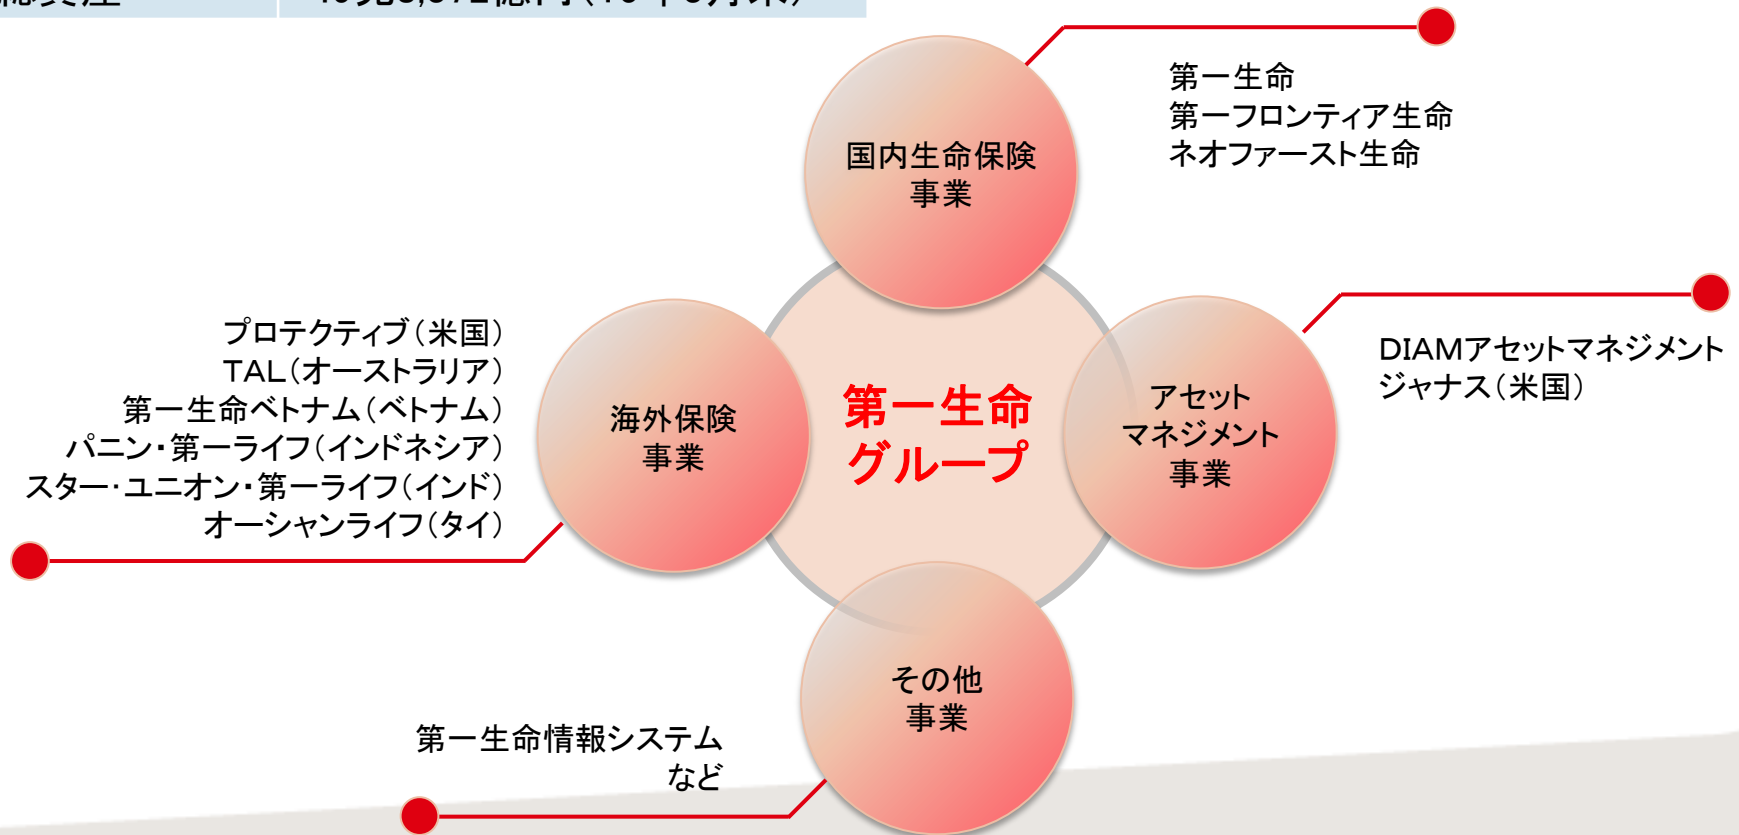 国内生命保険
事業
第一生命
第一フロンティア生命
ネオファースト生命
プロテクティブ（米国）
TAL（オーストラリア）
第一生命ベトナム（ベトナム）
パニン・第一ライフ（インドネシア）
スター・ユニオン・第一ライフ（インド）
オーシャンライフ（タイ）
海外保険
事業
第一生命
グループ
アセット
マネジメント
事業
DIAMアセットマネジメント
ジャナス（米国）
その他
事業
第一生命情報システム
など